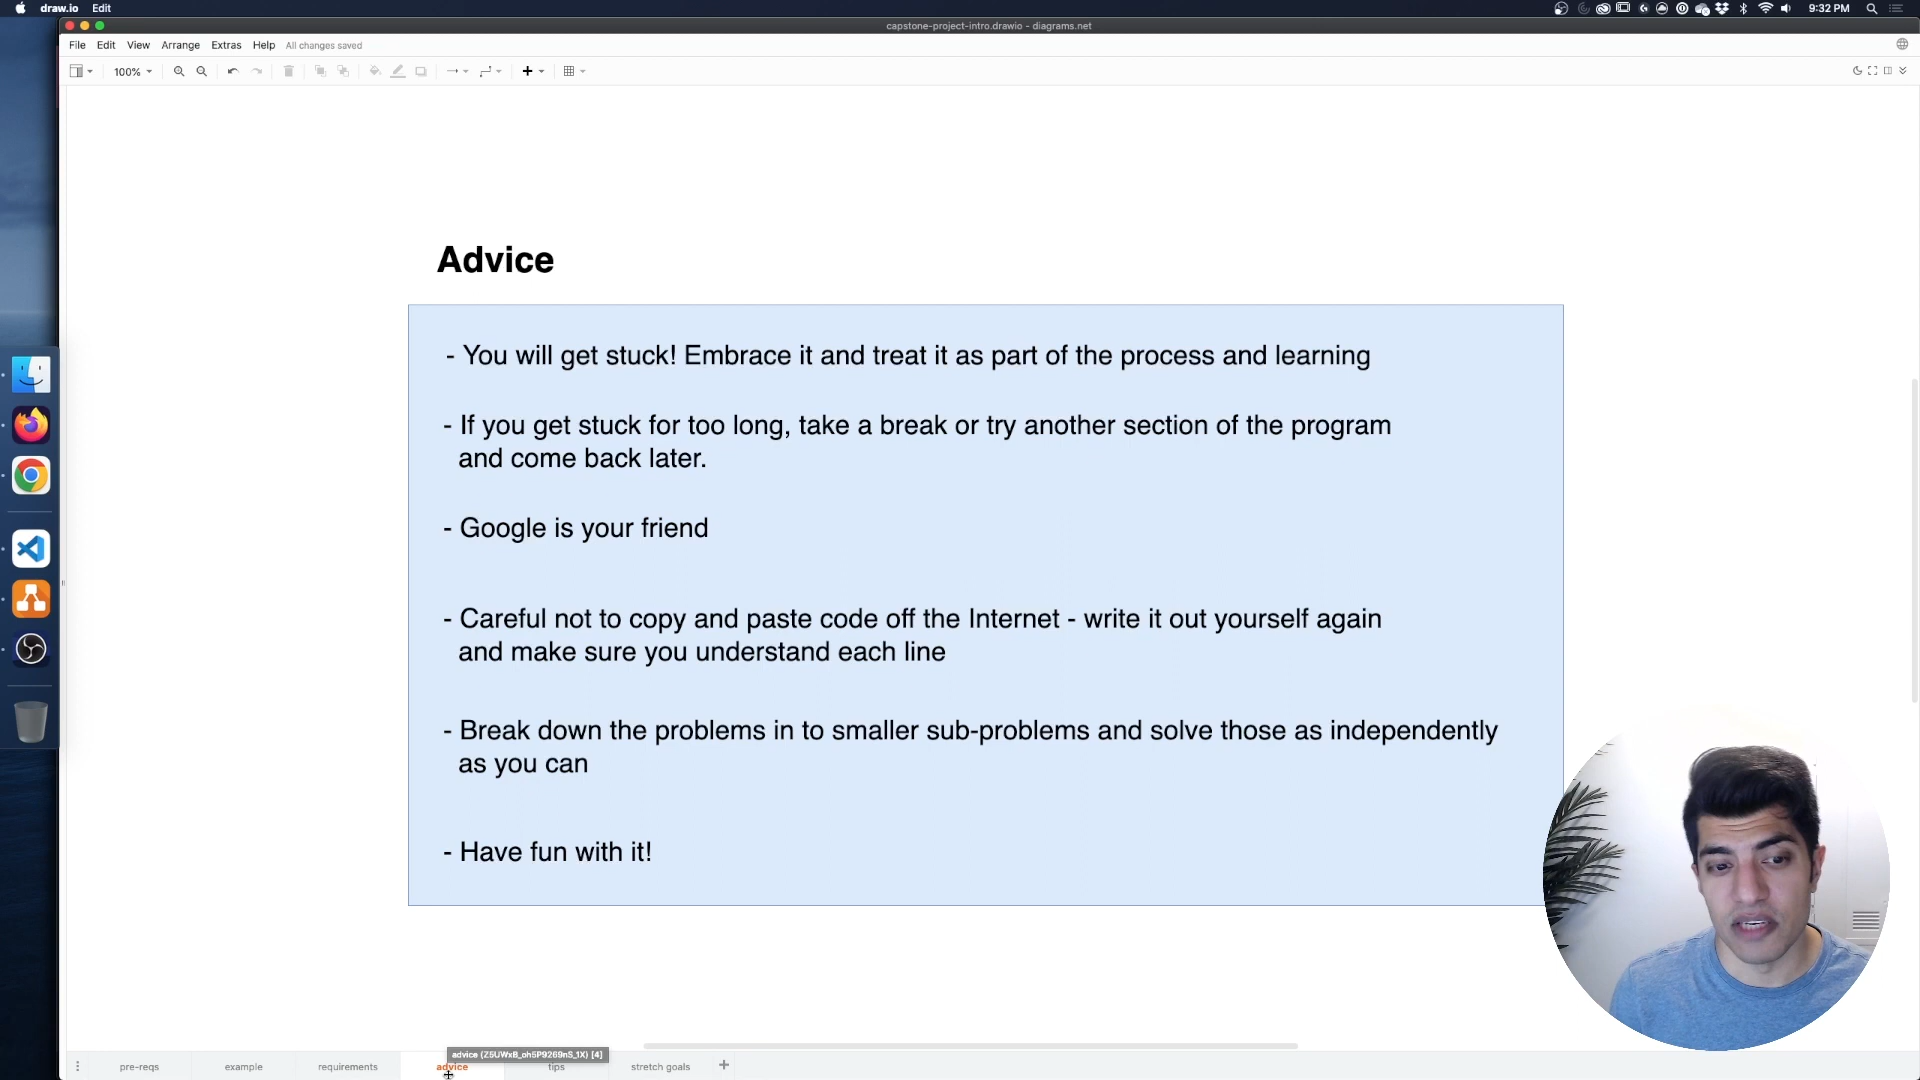 draw.io Edit
9:32 PM
capstone-project-intro.drawio - diagrams.net
File Edit View Arrange Extras Help All changes saved
100%
Advice
- You will get stuck! Embrace it and treat it as part of the process and learning
- If you get stuck for too long, take a break or try another section of the program
and come back later.
- Google is your friend
- Careful not to copy and paste code off the Internet - write it out yourself again
and make sure you understand each line
- Break down the problems in to smaller sub-problems and solve those as independently
as you can
- Have fun with it!
pre-reqs example requirements advice tips stretch goals